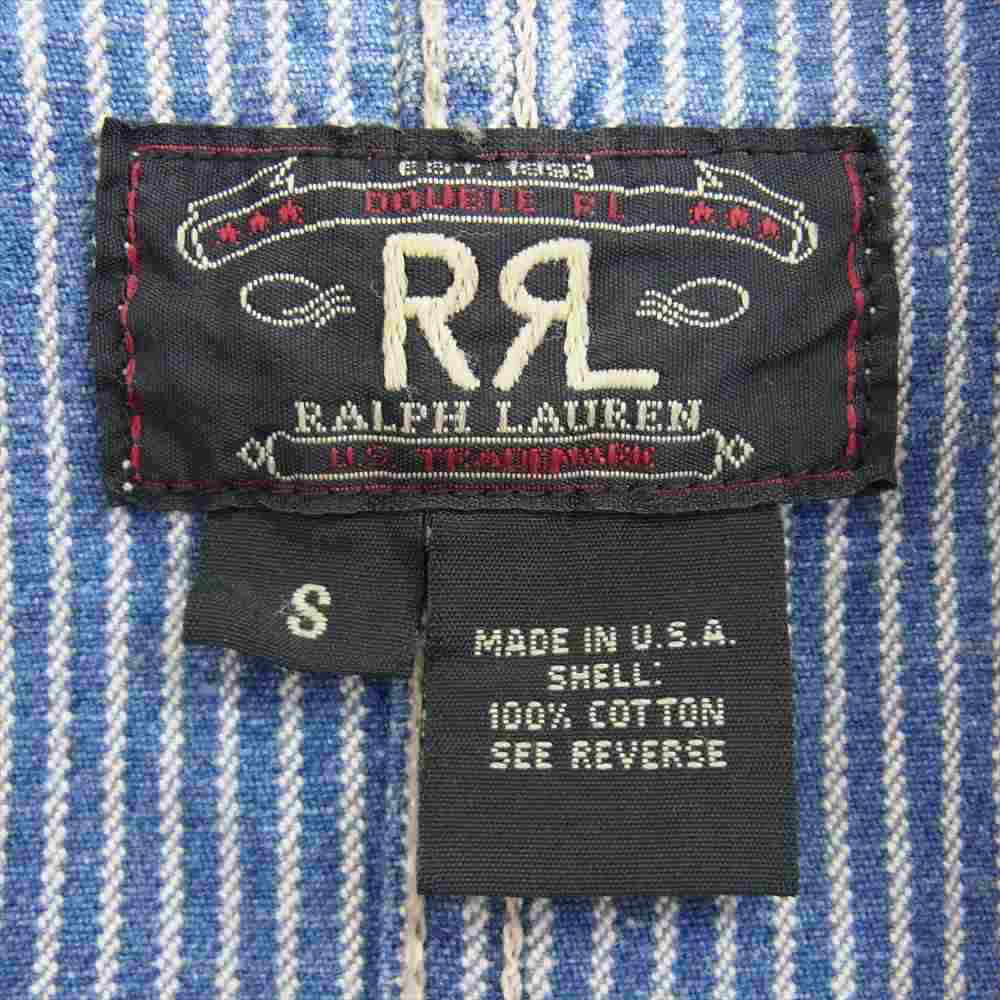 EST. 1993
DOUBLE RL
RRL
RALPH LAUREN
U.S. TRADEMARK
S
MADE IN U.S.A.
SHELL:
100% COTTON
SEE REVERSE